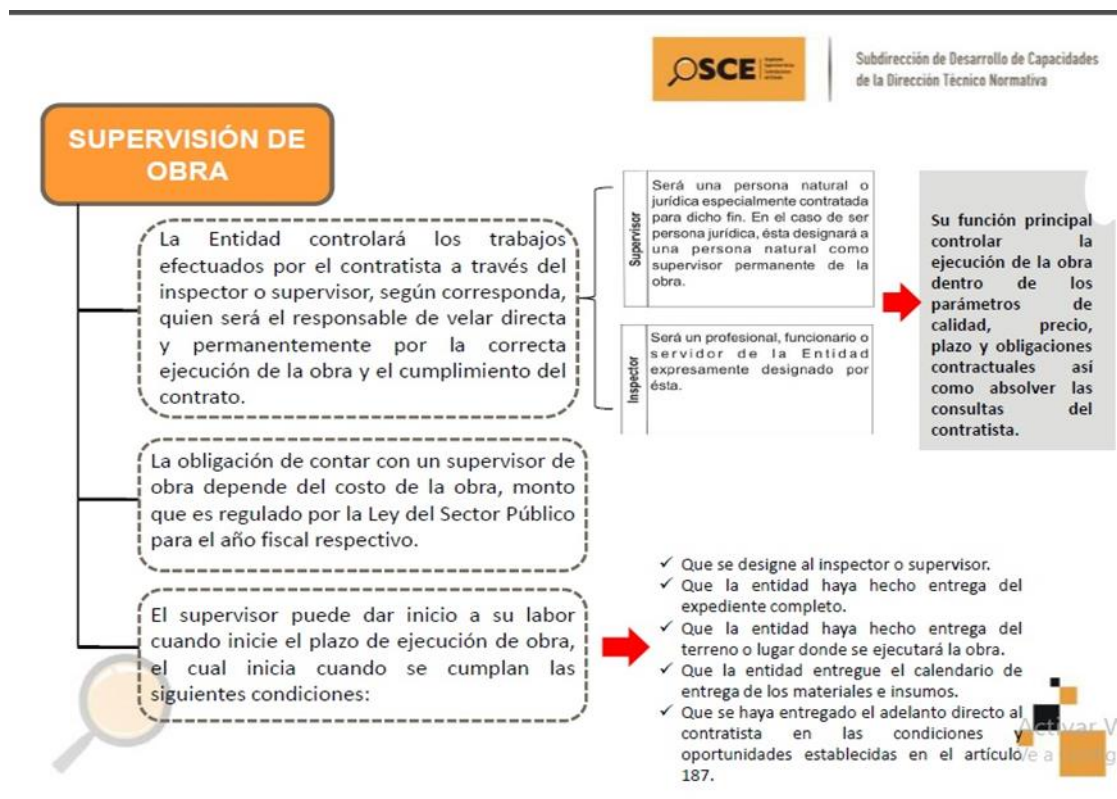 OSCE
Subdirección de Desarrollo de Capacidades
de la Dirección Técnico Normativa
SUPERVISIÓN DE
OBRA
La Entidad controlará los trabajos
efectuados por el contratista a través del
inspector o supervisor, según corresponda,
quien será el responsable de velar directa
y permanentemente por la correcta
ejecución de la obra y el cumplimiento del
contrato.
Supervisor
Será una persona natural o
jurídica especialmente contratada
para dicho fin. En el caso de ser
persona jurídica, ésta designará a
una persona natural como
supervisor permanente de la
obra.
Inspector
Será un profesional, funcionario o
servidor de la Entidad
expresamente designado por
ésta.
Su función principal
controlar la
ejecución de la obra
dentro de los
parámetros de
calidad, precio,
plazo y obligaciones
contractuales así
como absolver las
consultas del
contratista.
La obligación de contar con un supervisor de
obra depende del costo de la obra, monto
que es regulado por la Ley del Sector Público
para el año fiscal respectivo.
El supervisor puede dar inicio a su labor
cuando inicie el plazo de ejecución de obra,
el cual inicia cuando se cumplan las
siguientes condiciones:
✓ Que se designe al inspector o supervisor.
✓ Que la entidad haya hecho entrega del
expediente completo.
✓ Que la entidad haya hecho entrega del
terreno o lugar donde se ejecutará la obra.
✓ Que la entidad entregue el calendario de
entrega de los materiales e insumos.
✓ Que se haya entregado el adelanto directo al
contratista en las condiciones y
oportunidades establecidas en el artículo
187.
Activar
Ve a